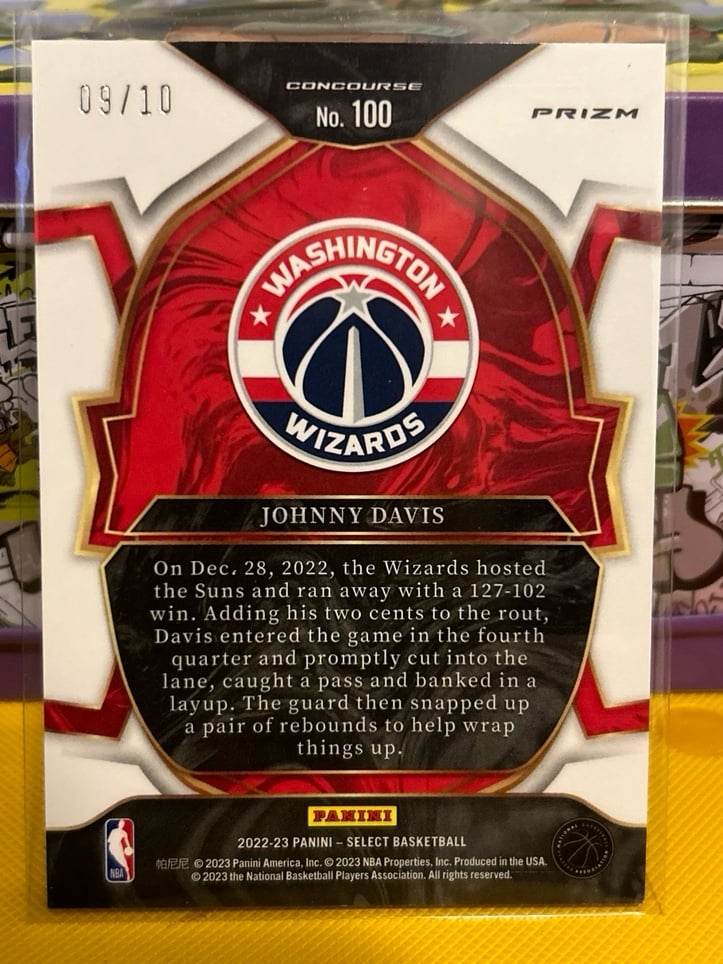 09/10
CONCOURSE
No. 100
PRIZM
WASHINGTON
WIZARDS
JOHNNY DAVIS
On Dec. 28, 2022, the Wizards hosted
the Suns and ran away with a 127-102
win. Adding his two cents to the rout,
Davis entered the game in the fourth
quarter and promptly cut into the
lane, caught a pass and banked in a
layup. The guard then snapped up
a pair of rebounds to help wrap
things up.
PANINI
2022-23 PANINI – SELECT BASKETBALL
NBA
帕尼尼 © 2023 Panini America, Inc. © 2023 NBA Properties, Inc. Produced in the USA.
© 2023 the National Basketball Players Association. All rights reserved.